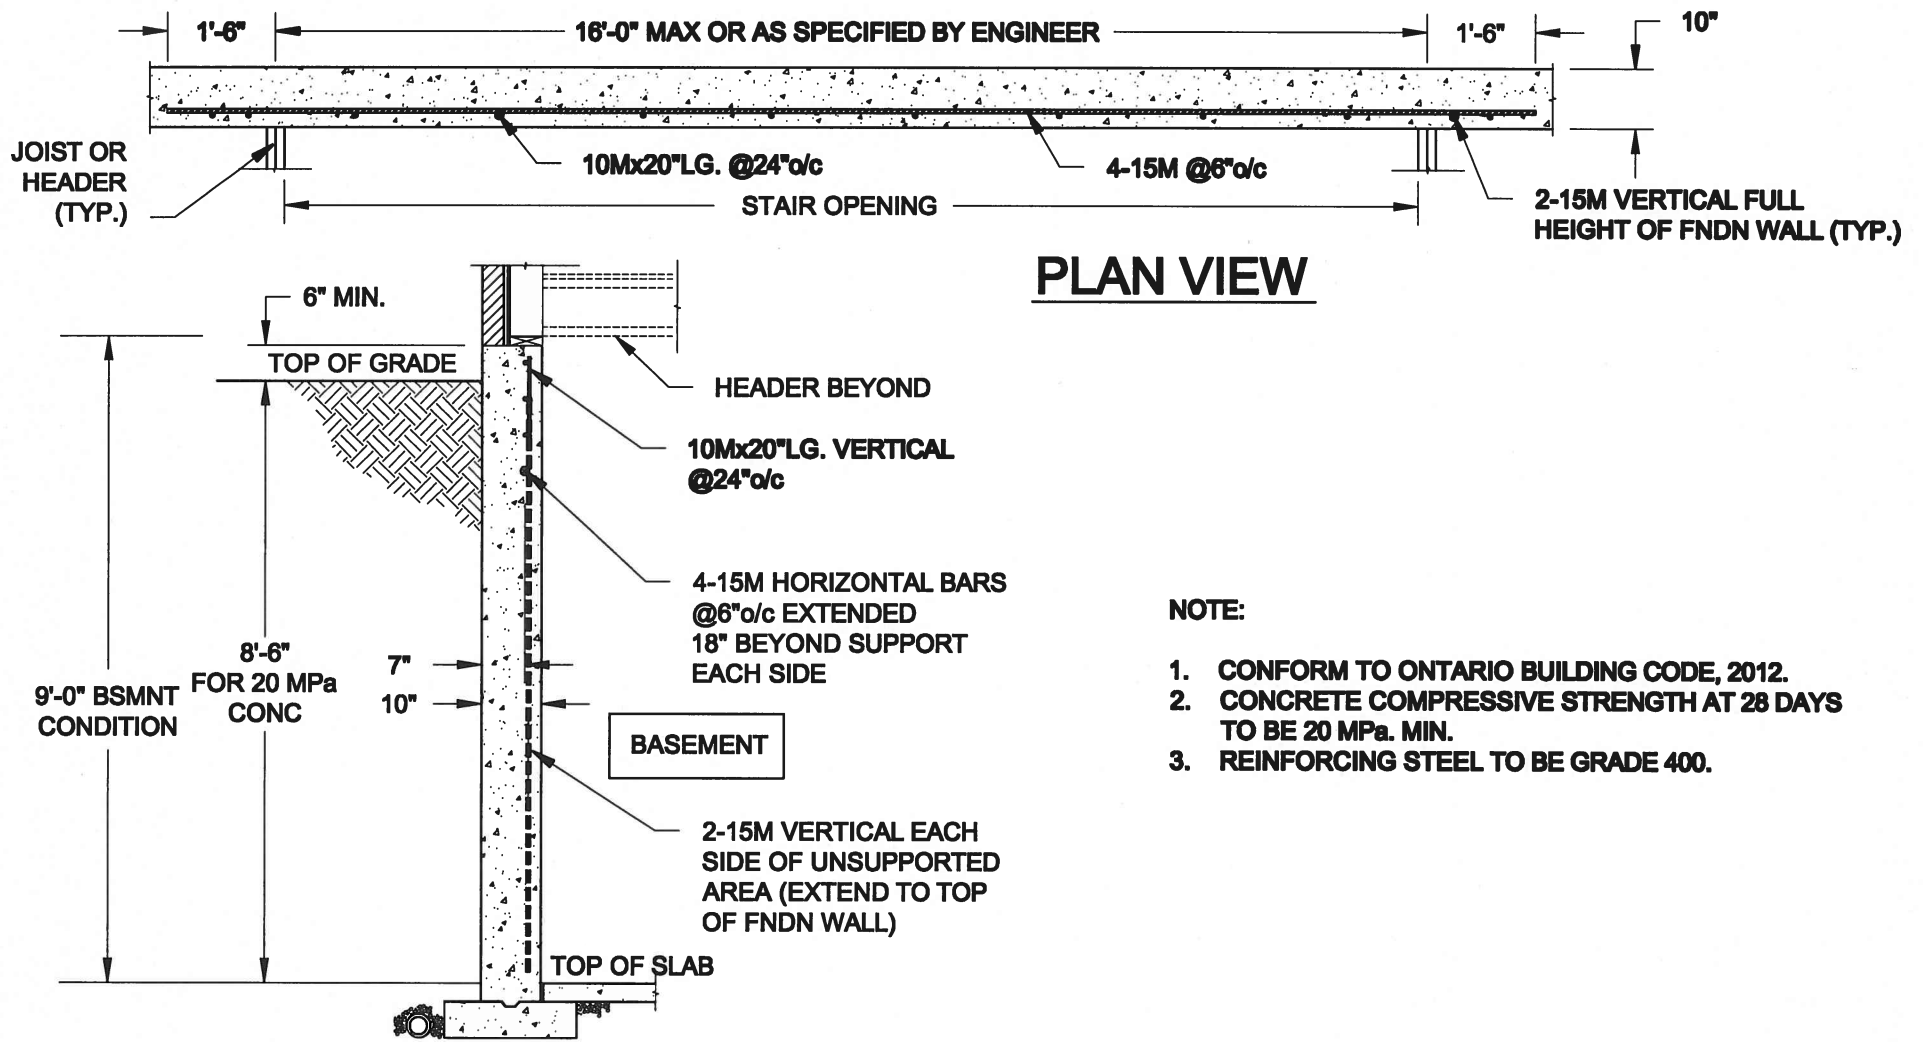 1'-6"
16'-0" MAX OR AS SPECIFIED BY ENGINEER
1'-6"
10"
JOIST OR
HEADER
(TYP.)
10Mx20"LG. @24"o/c
4-15M @6"o/c
STAIR OPENING
2-15M VERTICAL FULL
HEIGHT OF FNDN WALL (TYP.)
PLAN VIEW
6" MIN.
TOP OF GRADE
HEADER BEYOND
10Mx20"LG. VERTICAL
@24"o/c
4-15M HORIZONTAL BARS
@6"o/c EXTENDED
18" BEYOND SUPPORT
EACH SIDE
9'-0" BSMNT
CONDITION
8'-6"
FOR 20 MPa
CONC
7"
10"
BASEMENT
2-15M VERTICAL EACH
SIDE OF UNSUPPORTED
AREA (EXTEND TO TOP
OF FNDN WALL)
TOP OF SLAB
NOTE:
1. CONFORM TO ONTARIO BUILDING CODE, 2012.
2. CONCRETE COMPRESSIVE STRENGTH AT 28 DAYS
TO BE 20 MPa. MIN.
3. REINFORCING STEEL TO BE GRADE 400.